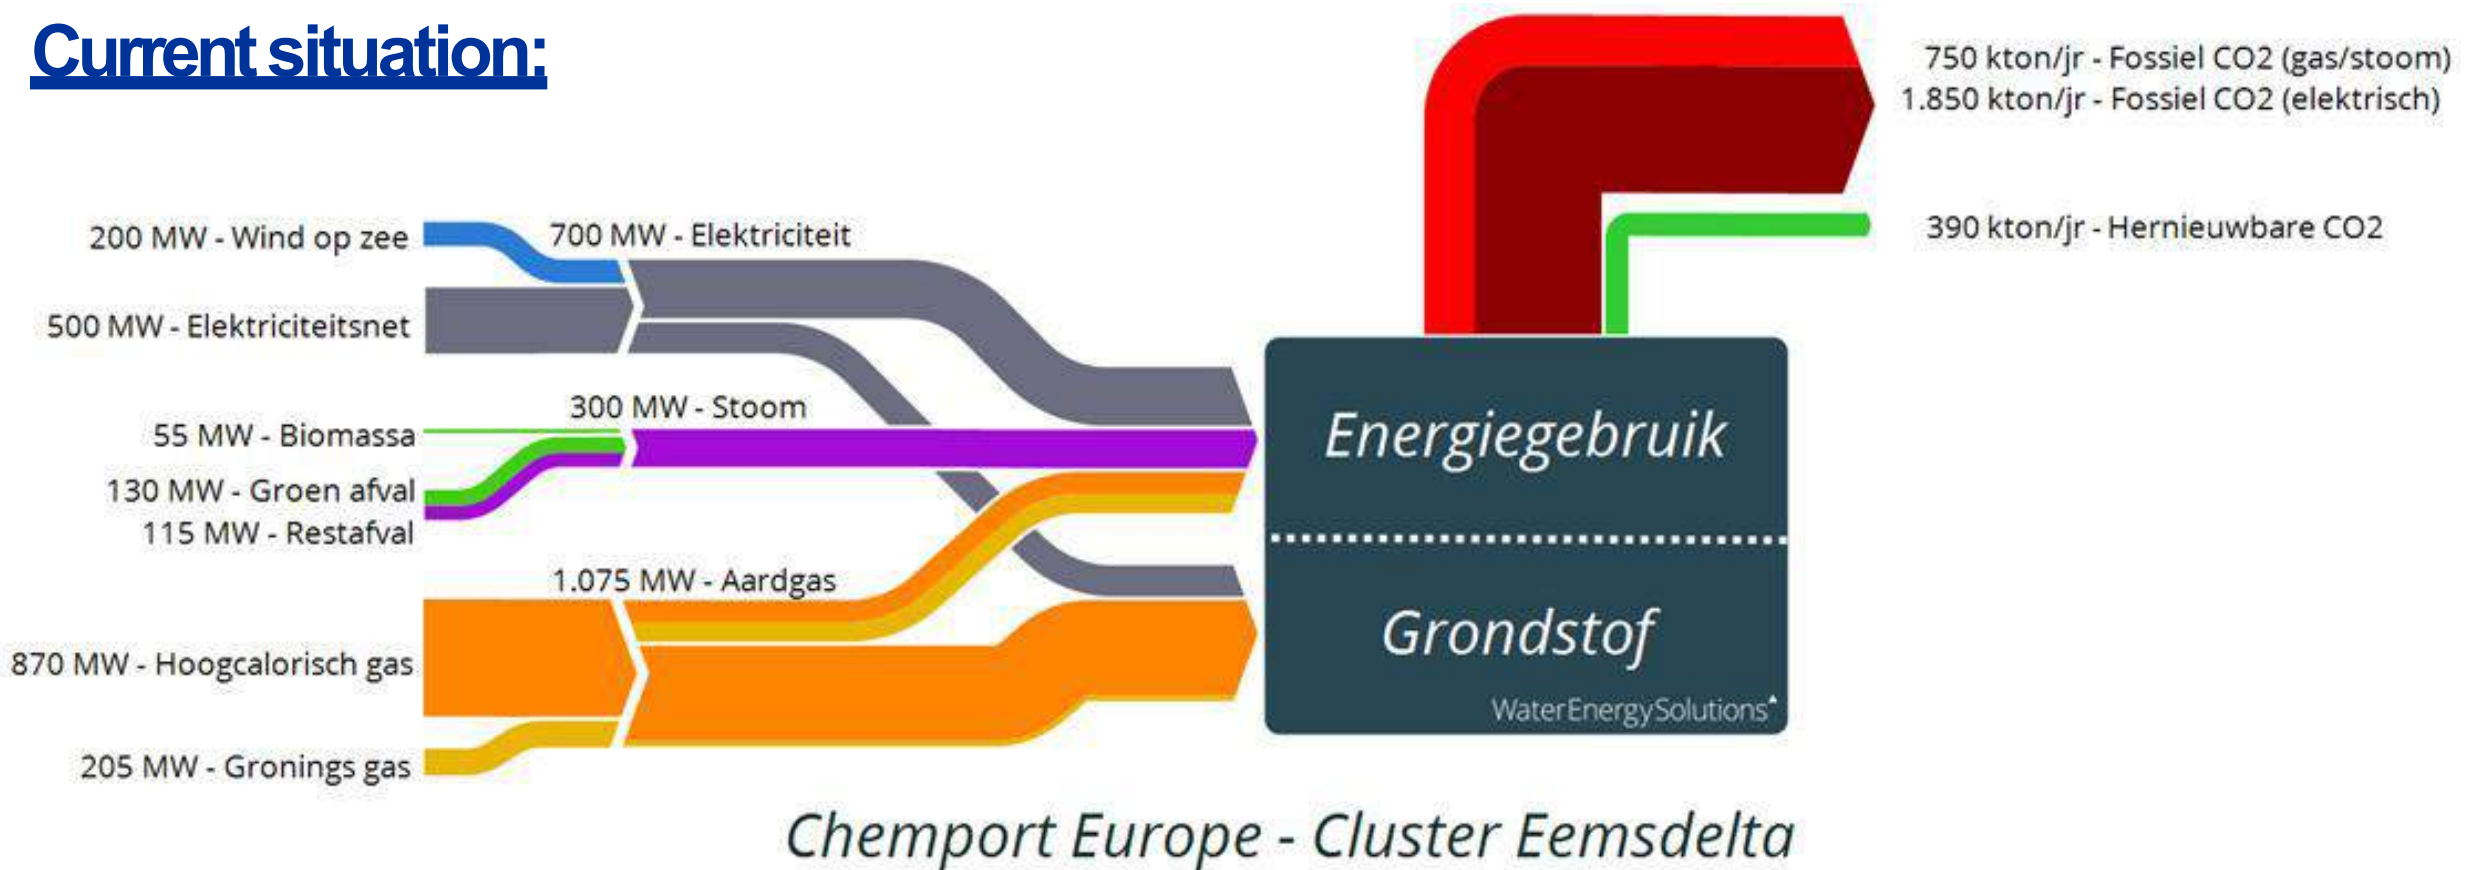 Current situation:
750 kton/jr - Fossiel CO2 (gas/stoom)
1.850 kton/jr - Fossiel CO2 (elektrisch)
390 kton/jr - Hernieuwbare CO2
200 MW - Wind op zee
700 MW - Elektriciteit
500 MW - Elektriciteitsnet
300 MW - Stoom
55 MW - Biomassa
130 MW - Groen afval
115 MW - Restafval
1.075 MW - Aardgas
870 MW - Hoogcalorisch gas
205 MW - Gronings gas
Energiegebruik
Grondstof
WaterEnergySolutions
Chemport Europe - Cluster Eemsdelta